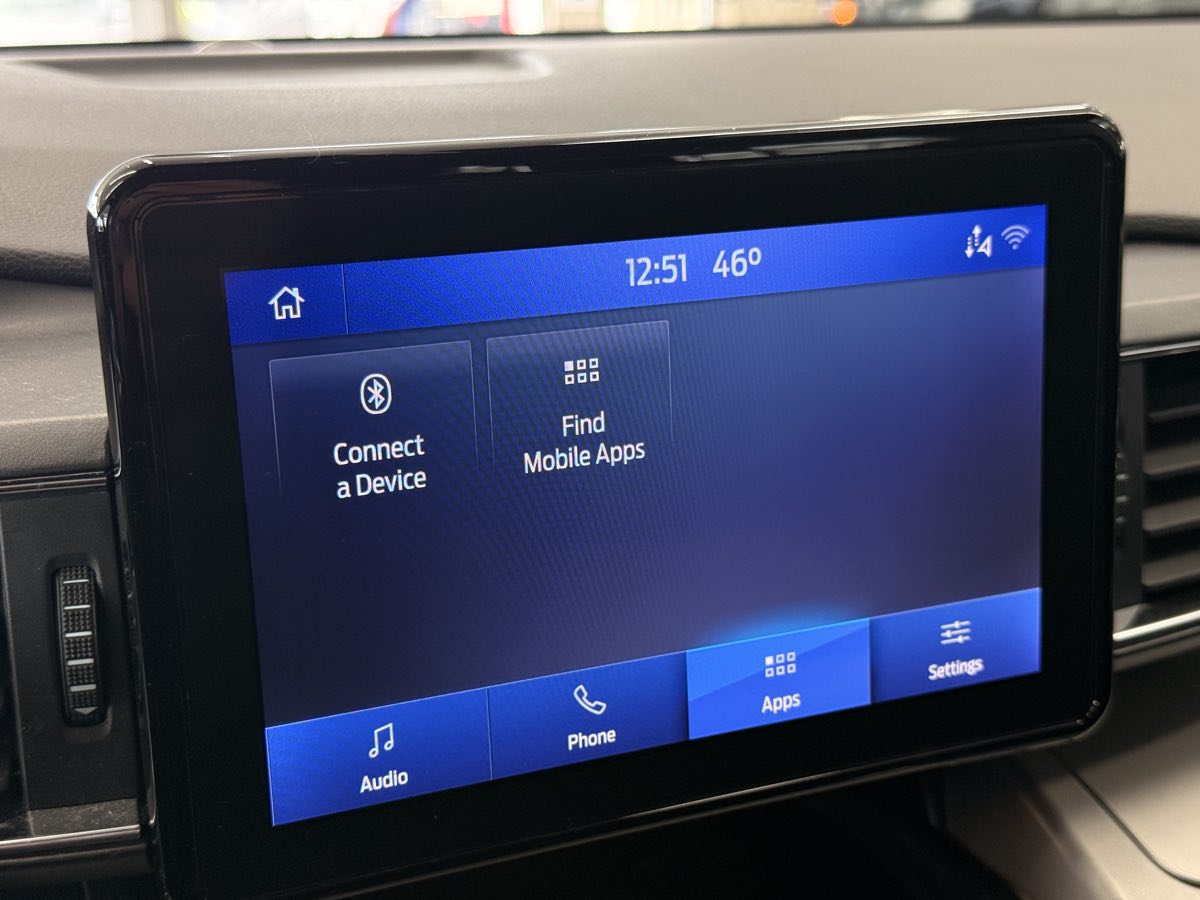 12:51 46º
Connect
a Device
Find
Mobile Apps
Audio
Phone
Apps
Settings